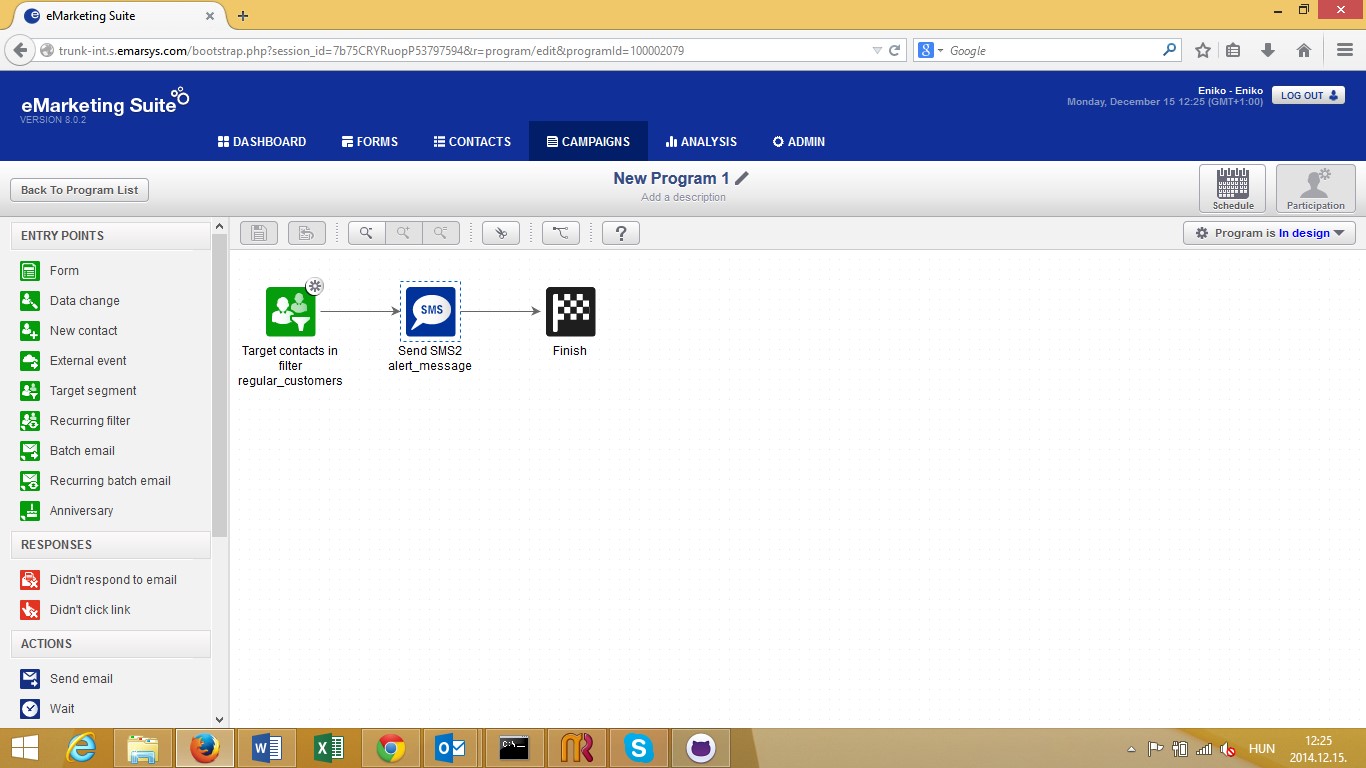 eMarketing Suite
trunk-int.s.emarsys.com/bootstrap.php?session_id=7b75CRYRuopP537975948&r=program/edit&programId=100002079
Google
eMarketing Suite
VERSION 8.0.2
Eniko - Eniko
Monday, December 15 12:25 (GMT+1:00)
LOG OUT
DASHBOARD
FORMS
CONTACTS
CAMPAIGNS
ANALYSIS
ADMIN
Back To Program List
New Program 1
Add a description
Schedule
Participation
Program is In design
ENTRY POINTS
Form
Data change
New contact
External event
Target segment
Recurring filter
Batch email
Recurring batch email
Anniversary
RESPONSES
Didn't respond to email
Didn't click link
ACTIONS
Send email
Wait
Target contacts in
filter
regular_customers
SMS
Send SMS2
alert_message
Finish
HUN
12:25
2014.12.15.